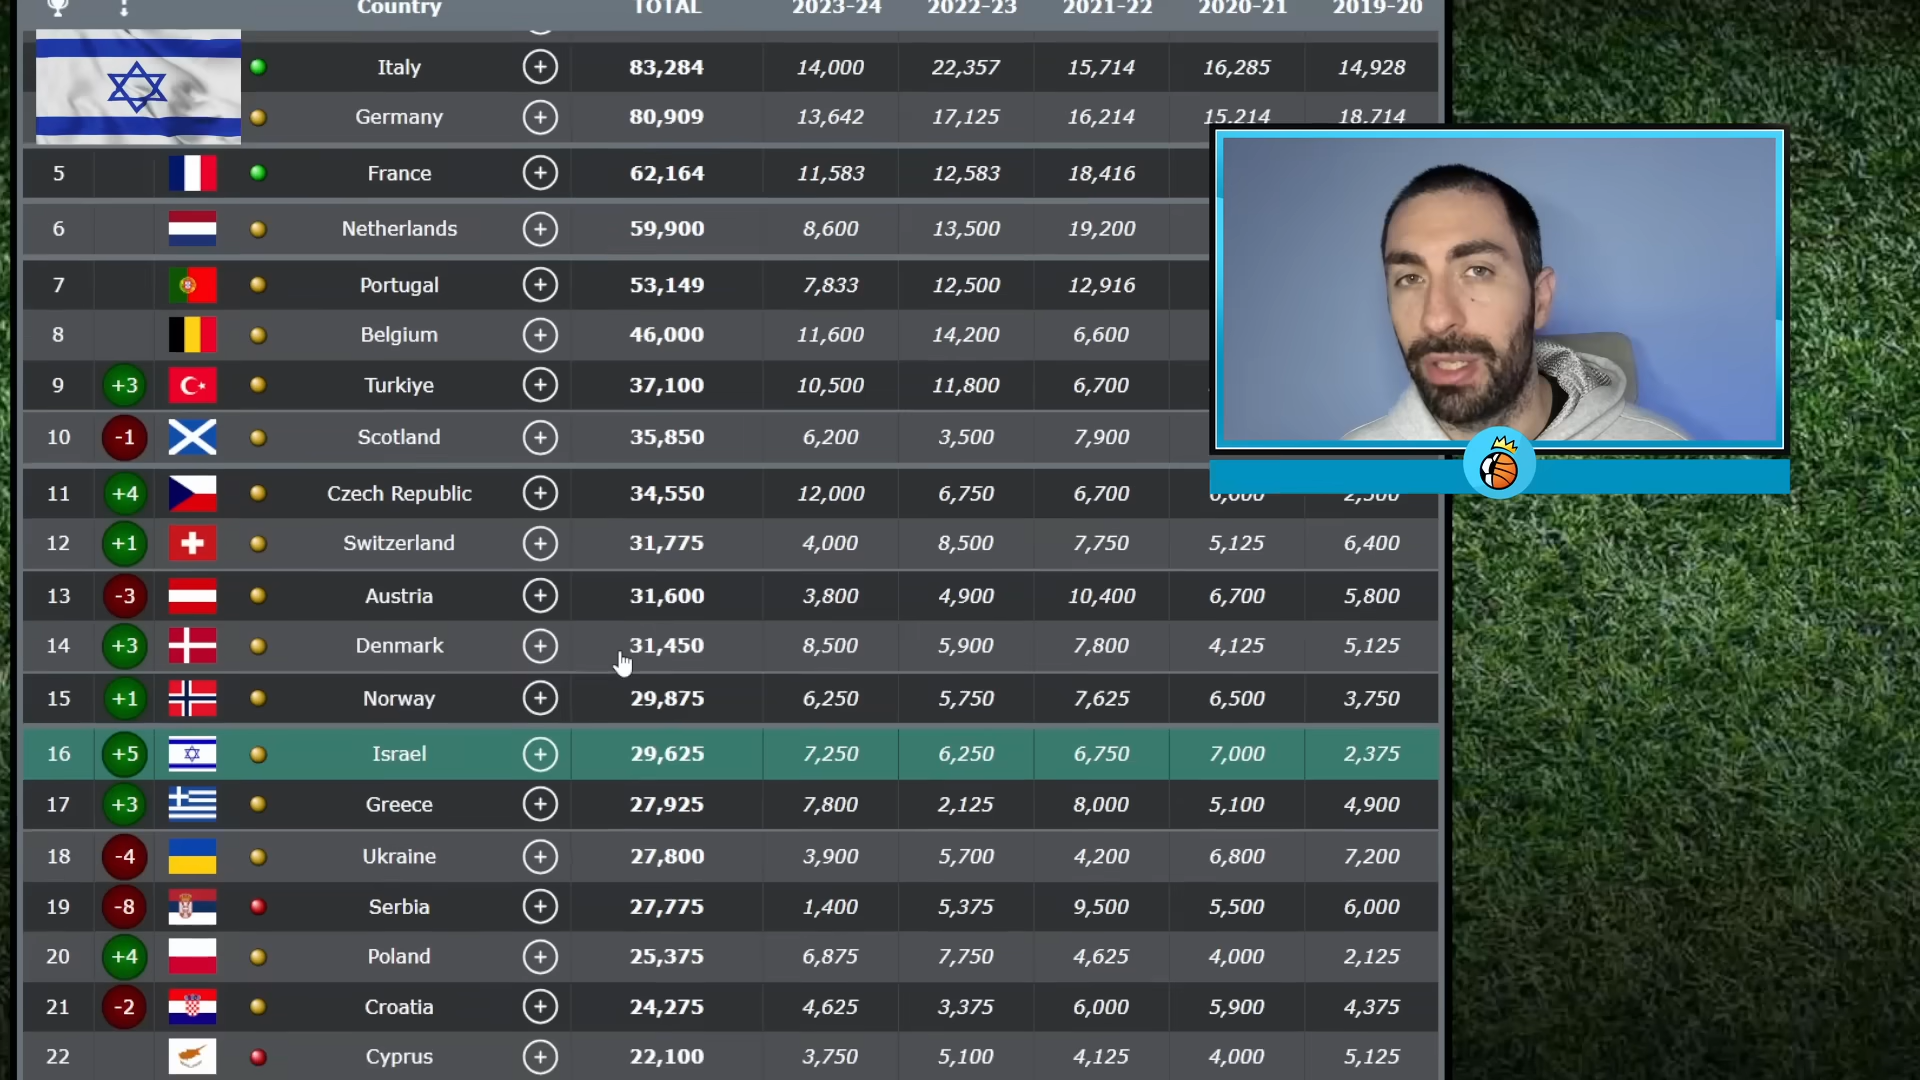 Country TOTAL 2023-24 2022-23 2021-22 2020-21 2019-20
Italy + 83,284 14,000 22,357 15,714 16,285 14,928
Germany + 80,909 13,642 17,125 16,214 15,214 18,714
5 France + 62,164 11,583 12,583 18,416
6 Netherlands + 59,900 8,600 13,500 19,200
7 Portugal + 53,149 7,833 12,500 12,916
8 Belgium + 46,000 11,600 14,200 6,600
9 +3 Turkiye + 37,100 10,500 11,800 6,700
10 -1 Scotland + 35,850 6,200 3,500 7,900
11 +4 Czech Republic + 34,550 12,000 6,750 6,700
12 +1 Switzerland + 31,775 4,000 8,500 7,750 5,125 6,400
13 -3 Austria + 31,600 3,800 4,900 10,400 6,700 5,800
14 +3 Denmark + 31,450 8,500 5,900 7,800 4,125 5,125
15 +1 Norway + 29,875 6,250 5,750 7,625 6,500 3,750
16 +5 Israel + 29,625 7,250 6,250 6,750 7,000 2,375
17 +3 Greece + 27,925 7,800 2,125 8,000 5,100 4,900
18 -4 Ukraine + 27,800 3,900 5,700 4,200 6,800 7,200
19 -8 Serbia + 27,775 1,400 5,375 9,500 5,500 6,000
20 +4 Poland + 25,375 6,875 7,750 4,625 4,000 2,125
21 -2 Croatia + 24,275 4,625 3,375 6,000 5,900 4,375
22 Cyprus + 22,100 3,750 5,100 4,125 4,000 5,125